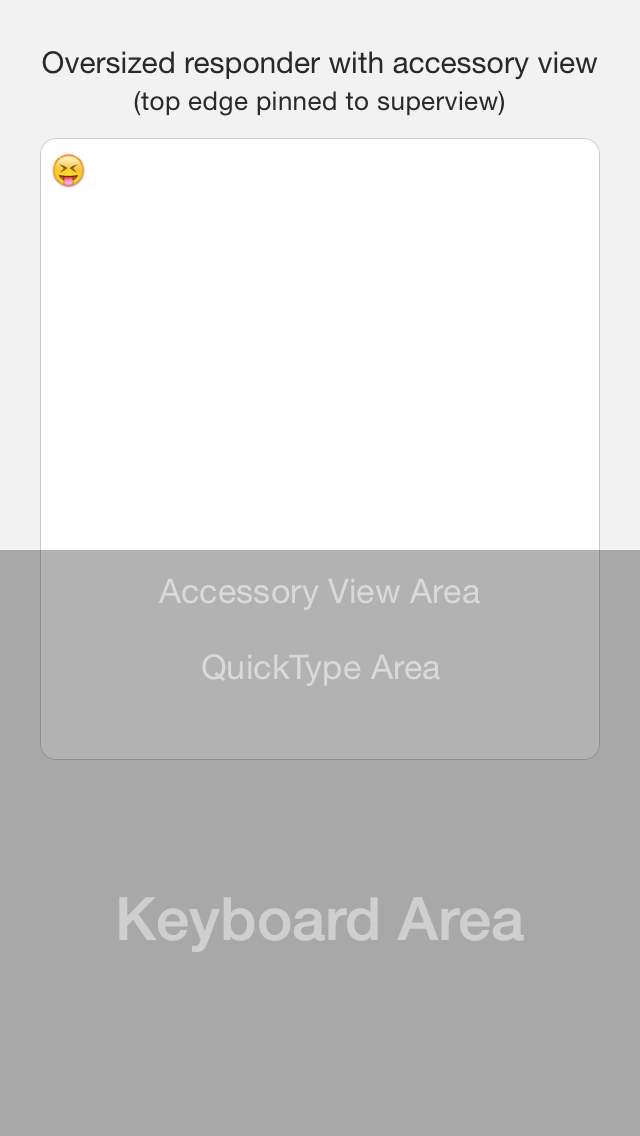 Oversized responder with accessory view
(top edge pinned to superview)
😝
Accessory View Area
QuickType Area
Keyboard Area